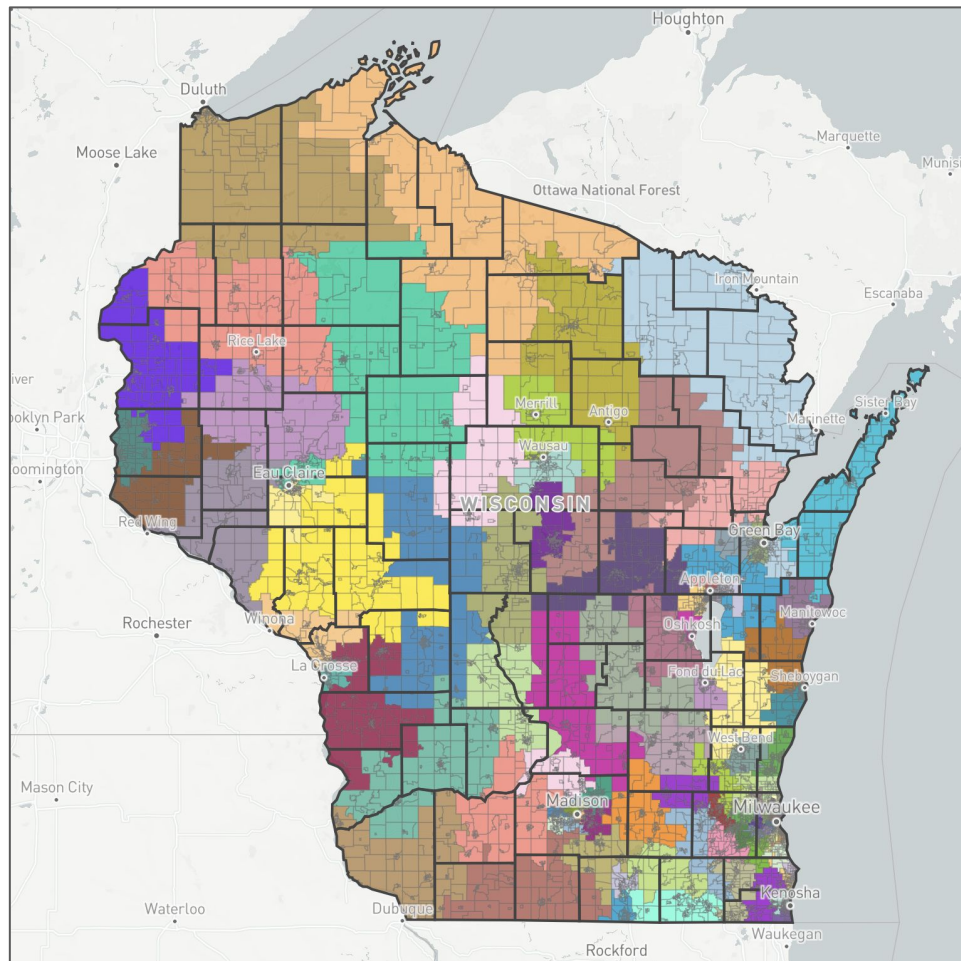 Houghton
Duluth
Marquette
Moose Lake
Munisi
Ottawa National Forest
Iron Mountain
Escanaba
Rice Lake
iver
Sister Bay
Merrill
Antigo
Marinette
ooklyn Park
Wausau
oomington
Eau Claire
WISCONSIN
Red Wing
Green Bay
Appleton
Manitowoc
Rochester
Winona
Oshkosh
La Crosse
Fond du Lac
Sheboygan
West Bend
Mason City
Madison
Milwaukee
Kenosha
Waterloo
Dubuque
Waukegan
Rockford